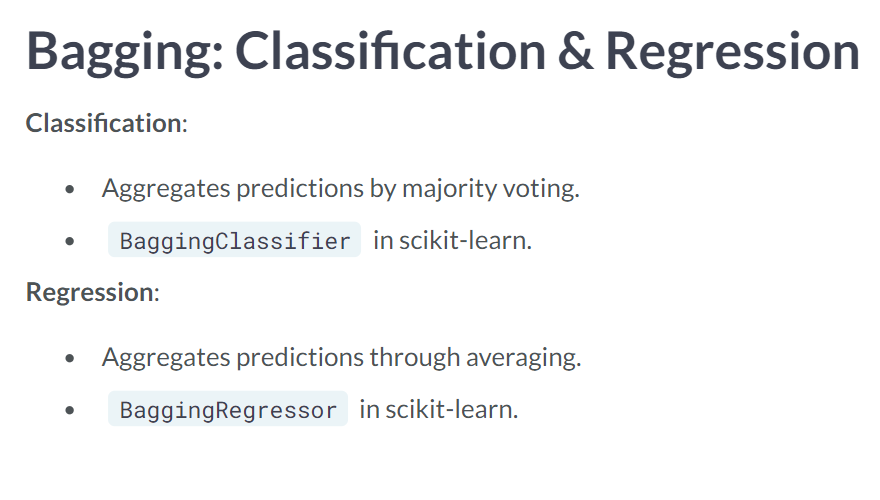 Bagging: Classification & Regression
Classification:
• Aggregates predictions by majority voting.
• BaggingClassifier in scikit-learn.
Regression:
• Aggregates predictions through averaging.
• BaggingRegressor in scikit-learn.